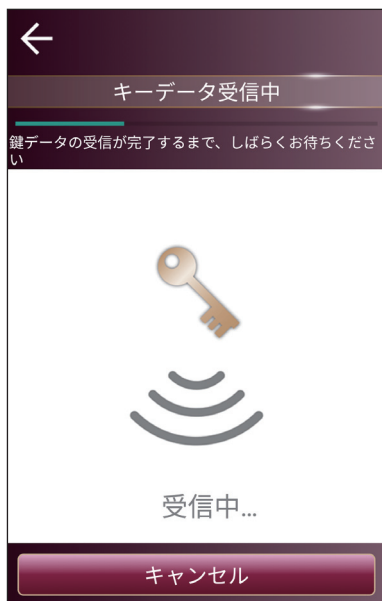 キーデータ受信中
鍵データの受信が完了するまで、しばらくお待ちくださ
い
受信中...
キャンセル